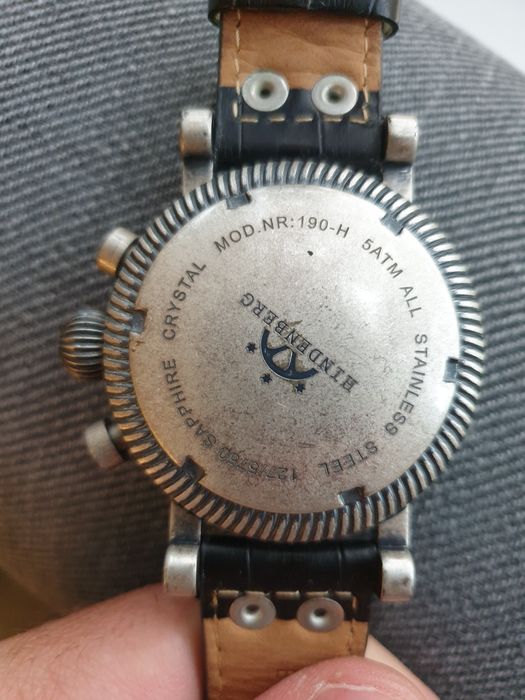 MOD.NR:190-H 5ATM ALL STAINLESS STEEL SAPPHIRE CRYSTAL
HINDENBERG